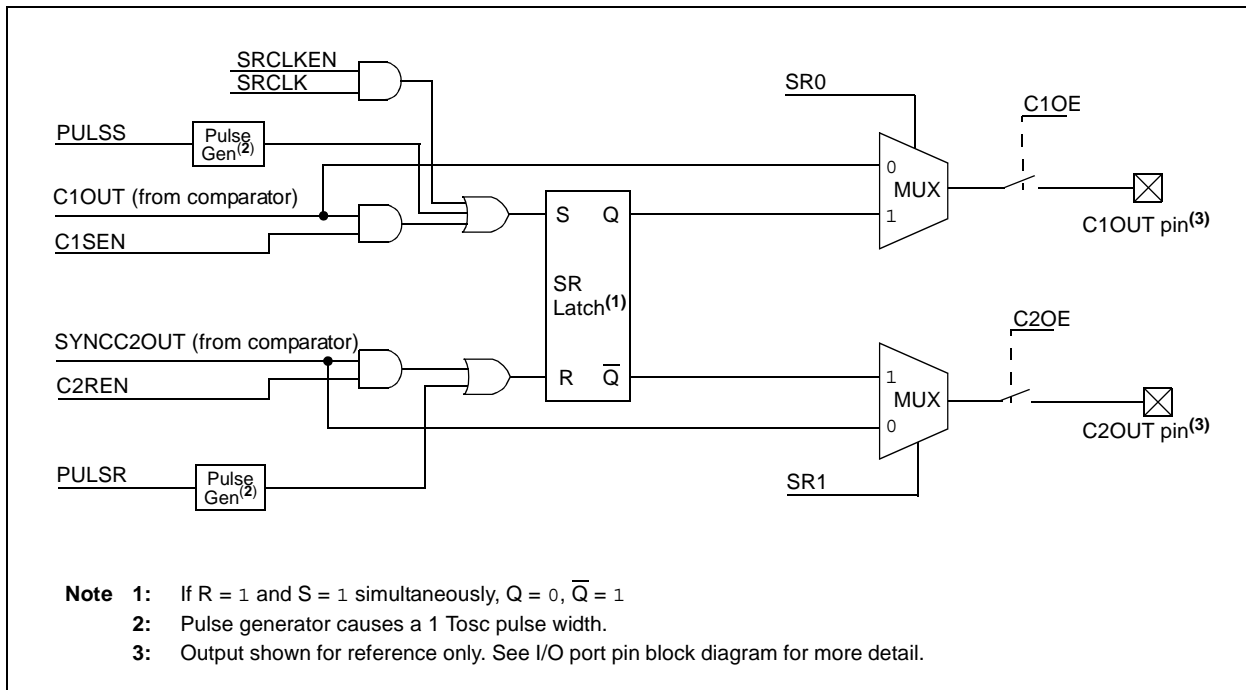 SRCLKEN
SRCLK
SR0
C1OE
PULSS
Pulse
Gen(2)
0
MUX
1
C1OUT (from comparator)
S Q
C1OUT pin(3)
C1SEN
SR
Latch(1)
C2OE
SYNCC2OUT (from comparator)
R Q̅
1
MUX
0
C2REN
C2OUT pin(3)
PULSR
Pulse
Gen(2)
SR1
Note 1: If R = 1 and S = 1 simultaneously, Q = 0, Q̅ = 1
2: Pulse generator causes a 1 Tosc pulse width.
3: Output shown for reference only. See I/O port pin block diagram for more detail.